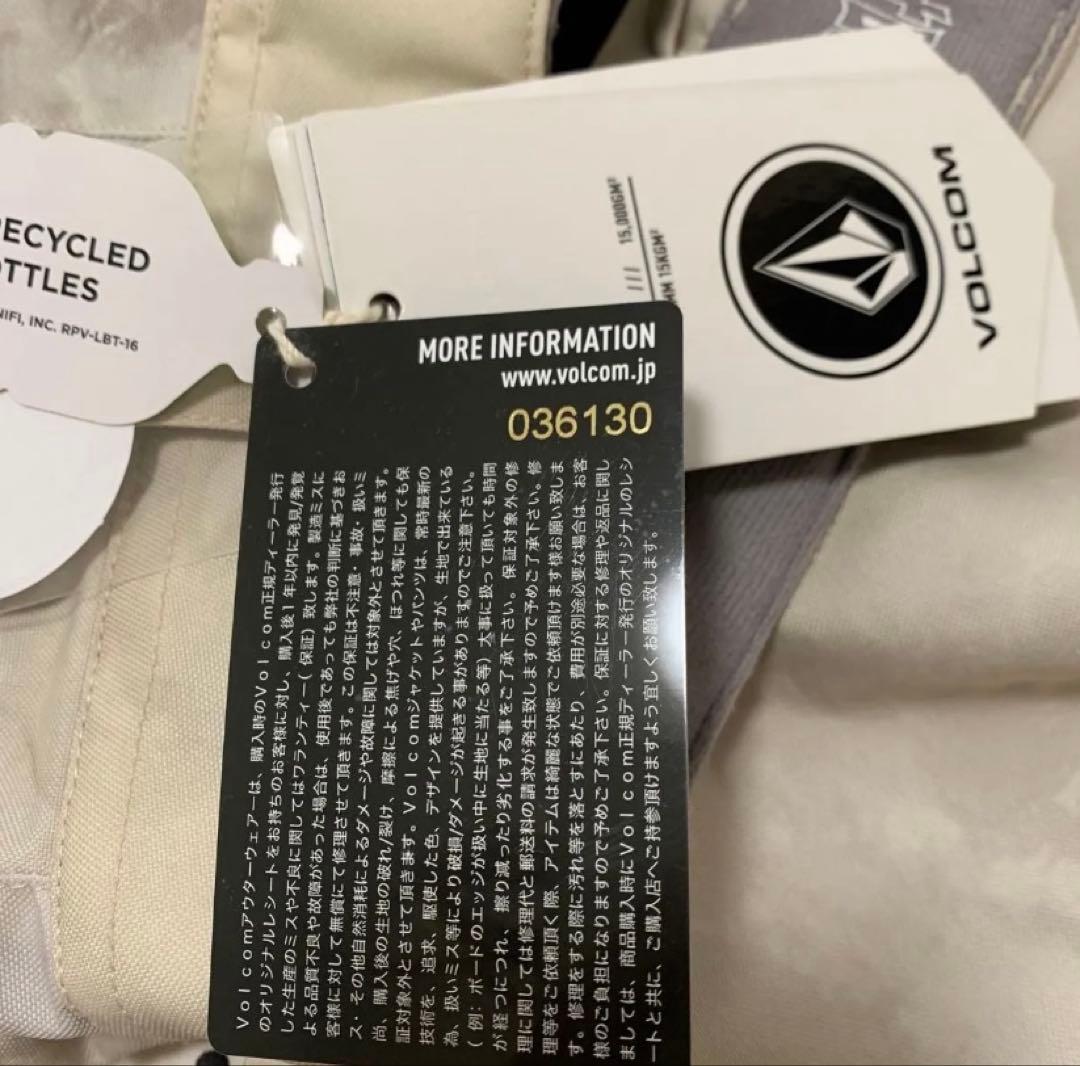 RECYCLED
OTTLES
NIFI, INC. RPV-LBT-16
15,000GM²
MM 15KGM²
VOLCOM
MORE INFORMATION
www.volcom.jp
036130
Volcomアウターウェアーは、購入時のVolcom正規ディーラー発行
のオリジナルレシートをお持ちのお客様に対し、購入後1年以内に発見/発覚
した生産のミスや不良に関してはワランティー(保証)致します。製造ミスに
よる品質不良や故障があった場合は、使用後であっても弊社の判断に基づきお
客様に対して無償にて修理させて頂きます。この保証は不注意・事故・扱いミ
ス・その他自然消耗によるダメージや故障に関しては対象外とさせて頂きます。
尚、購入後の生地の破れ/裂け、摩擦による焦げや穴、ほつれ等に関しても保
証対象外とさせて頂きます。Volcomジャケットやパンツは、常時最新の
技術を、追求、駆使した色、デザインを提供していますが、生地で出来ている
為、扱いミス等により破損/ダメージが起きる事がありますのでご注意下さい。
(例:ボードのエッジが扱い中に生地に当たる等)大事に扱って頂いても時間
が経つにつれ、擦り減ったり劣化する事をご了承下さい。保証対象外の修
理に関しては修理代と郵送料の請求が発生致しますので予めご了承下さい。修
理等をご依頼頂く際、アイテムは綺麗な状態でご依頼頂けます様お願い致しま
す。修理をする際に汚れ等を落とすにあたり、費用が別途必要な場合は、お客
様のご負担になりますので予めご了承下さい。保証に対する修理や返品に関し
ましては、商品購入時にVolcom正規ディーラー発行のオリジナルのレシ
ートと共に、ご購入店へご持参頂けますよう宜しくお願い致します。